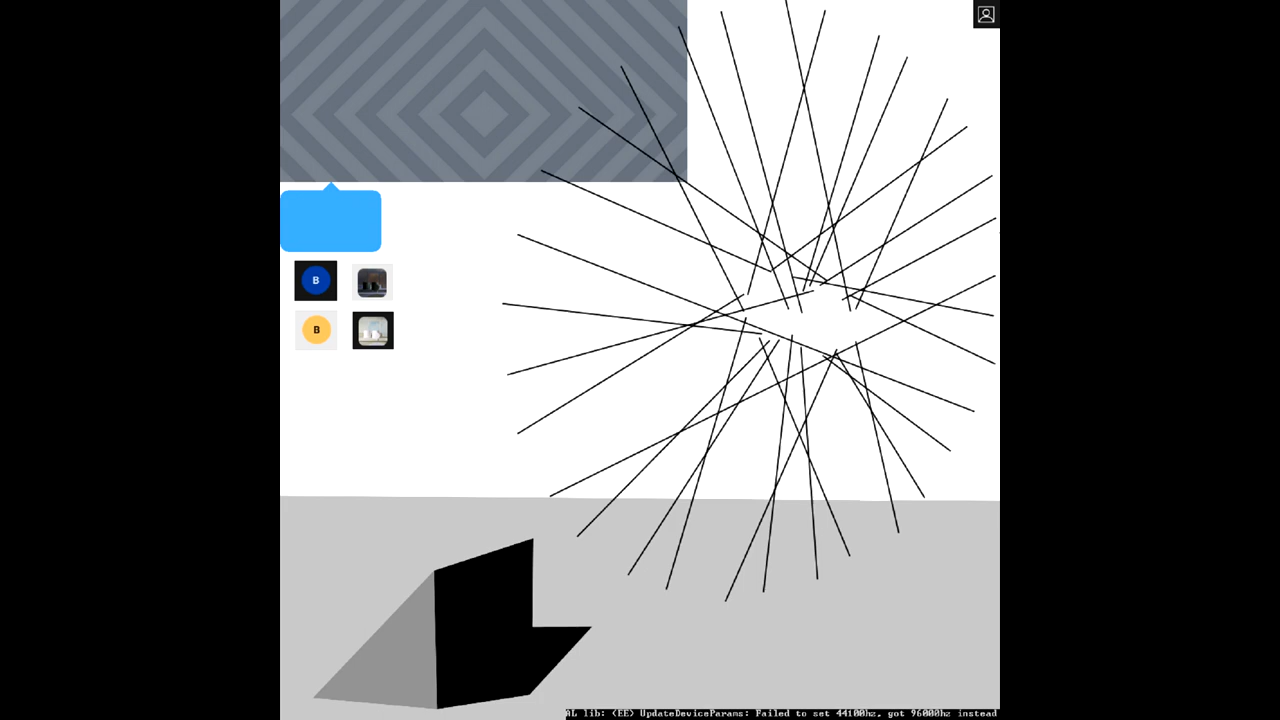 B
B
AL lib: (EE) UpdateDeviceParams: Failed to set 44100hz, got 96000hz instead